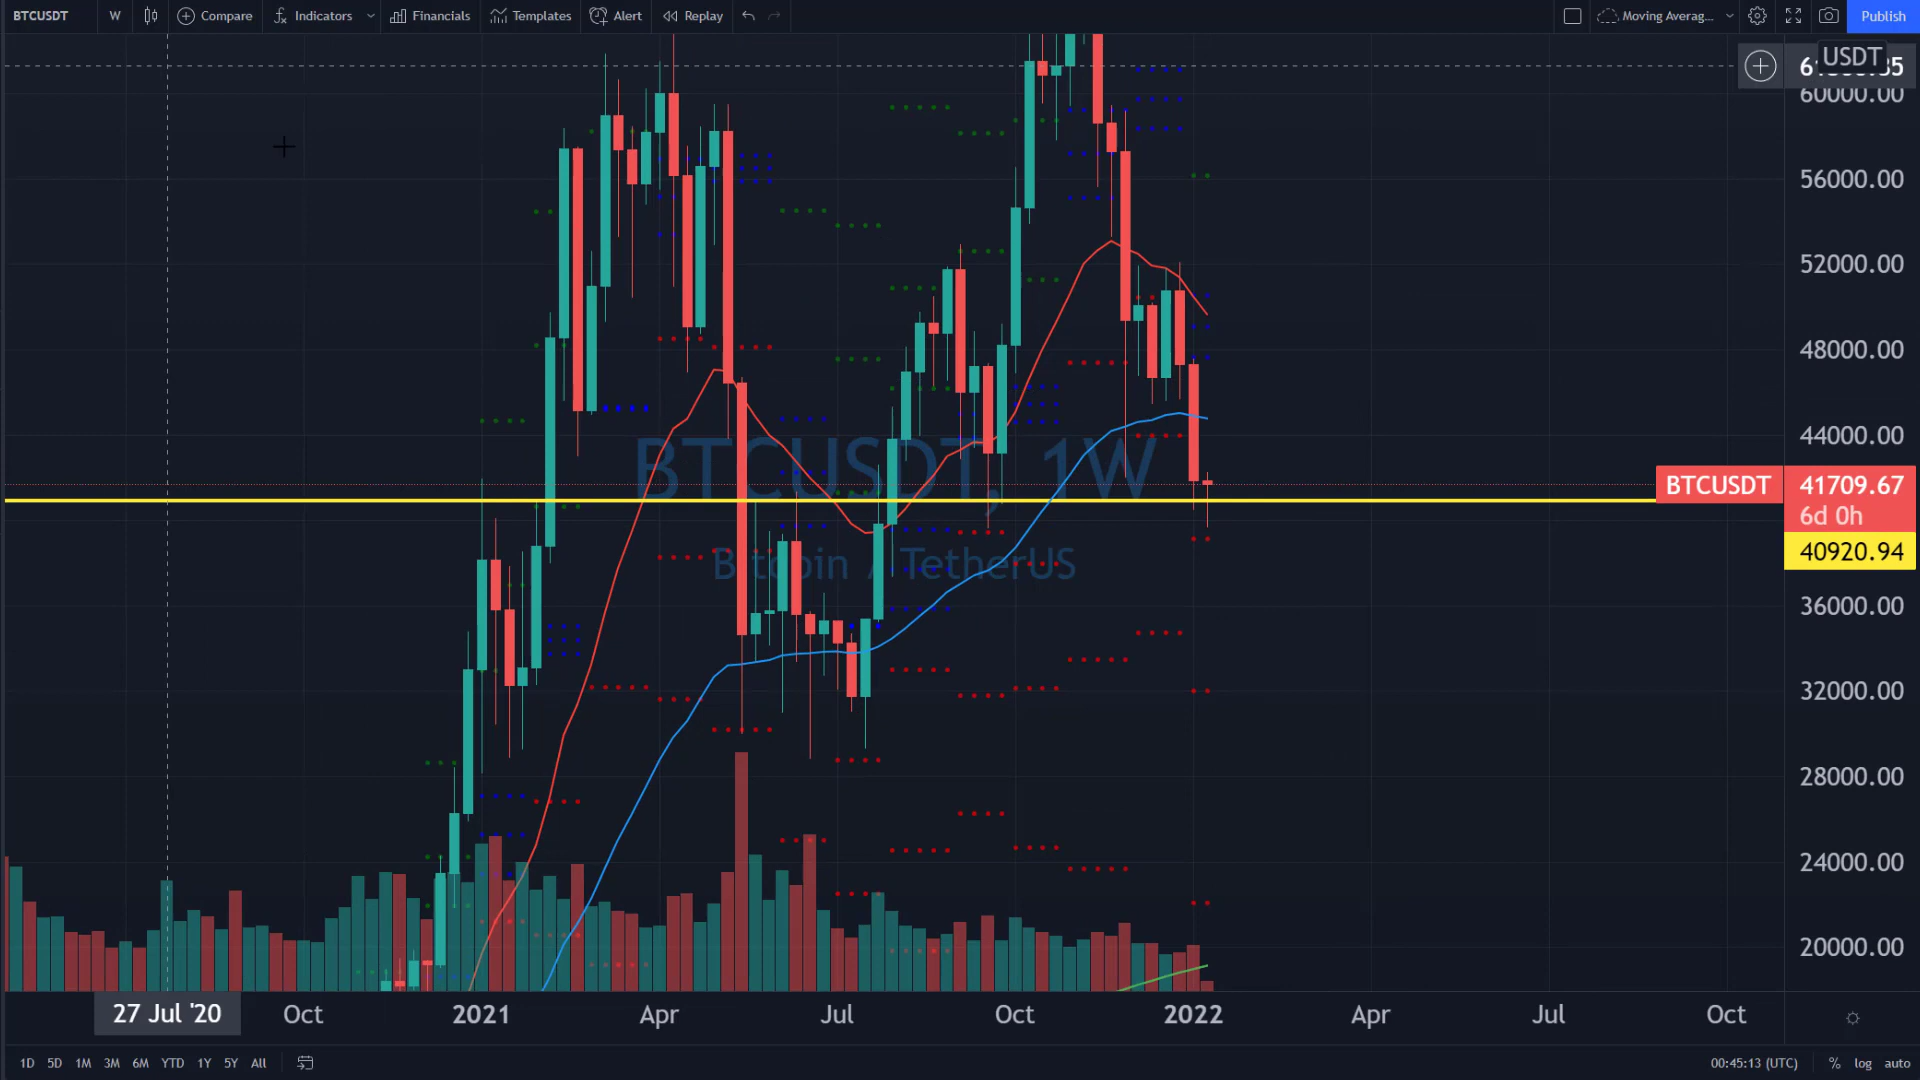 BTCUSDT W Compare Indicators Financials Templates Alert Replay Moving Averag... Publish
USDT
60000.00
56000.00
52000.00
48000.00
44000.00
BTCUSDT, 1W
BTCUSDT 41709.67
6d 0h
40920.94
Bitcoin / TetherUS
36000.00
32000.00
28000.00
24000.00
20000.00
27 Jul '20 Oct 2021 Apr Jul Oct 2022 Apr Jul Oct
1D 5D 1M 3M 6M YTD 1Y 5Y All 00:45:13 (UTC) % log auto